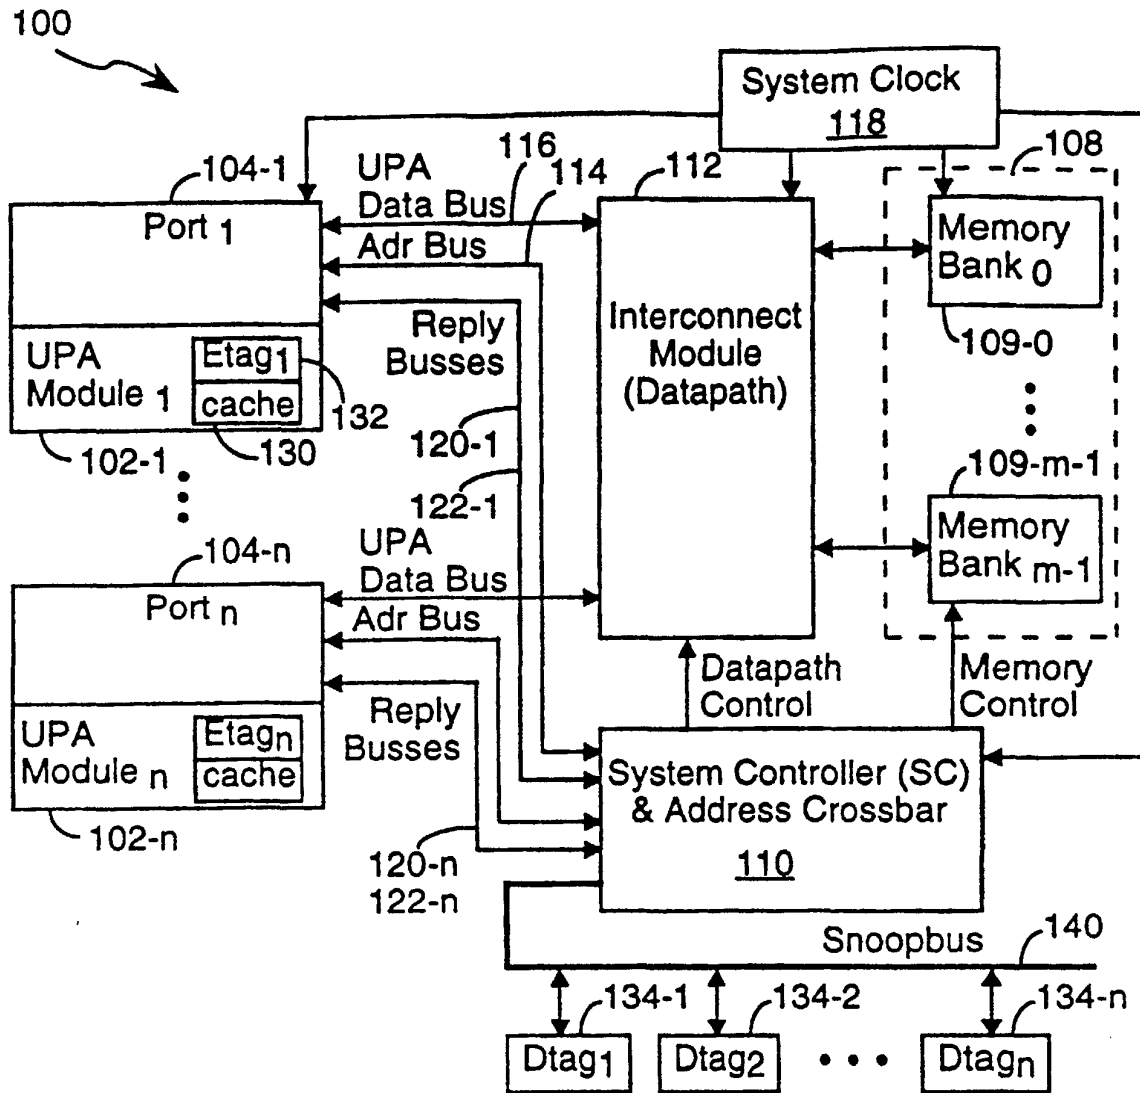 100
System Clock
118
116
114
112
108
104-1
UPA
Data Bus
Adr Bus
Port 1
Reply
Busses
UPA
Module 1
Etag1
cache
132
130
102-1
120-1
122-1
Interconnect
Module
(Datapath)
Memory
Bank 0
109-0
109-m-1
Memory
Bank m-1
104-n
UPA
Data Bus
Adr Bus
Port n
Reply
Busses
UPA
Module n
Etagn
cache
102-n
120-n
122-n
Datapath
Control
Memory
Control
System Controller (SC)
& Address Crossbar
110
Snoopbus
140
134-1
134-2
134-n
Dtag1
Dtag2
Dtagn